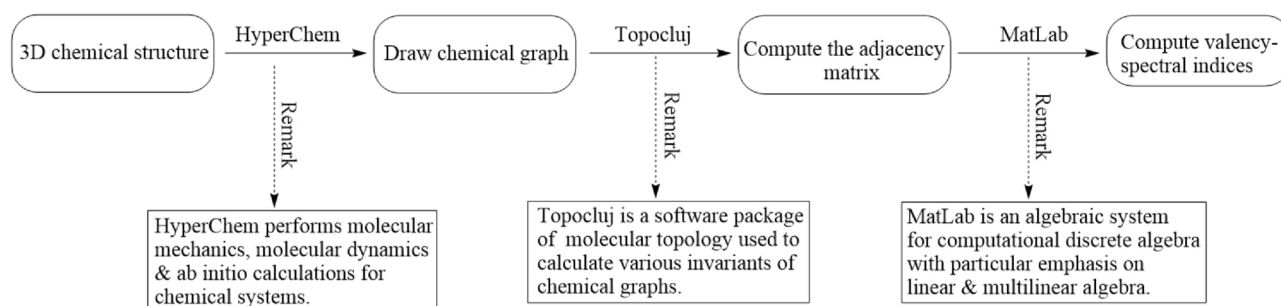 3D chemical structure
HyperChem
Draw chemical graph
Topocluj
Compute the adjacency
matrix
MatLab
Compute valency-
spectral indices
Remark
Remark
Remark
HyperChem performs molecular
mechanics, molecular dynamics
& ab initio calculations for
chemical systems.
Topocluj is a software package
of molecular topology used to
calculate various invariants of
chemical graphs.
MatLab is an algebraic system
for computational discrete algebra
with particular emphasis on
linear & multilinear algebra.